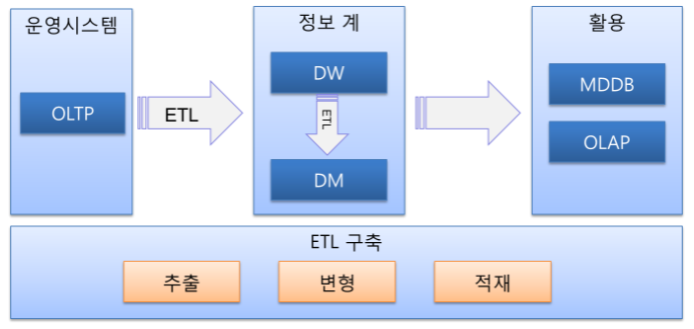 운영시스템
OLTP
ETL
정보 계
DW
ETL
DM
활용
MDDB
OLAP
ETL 구축
추출
변형
적재